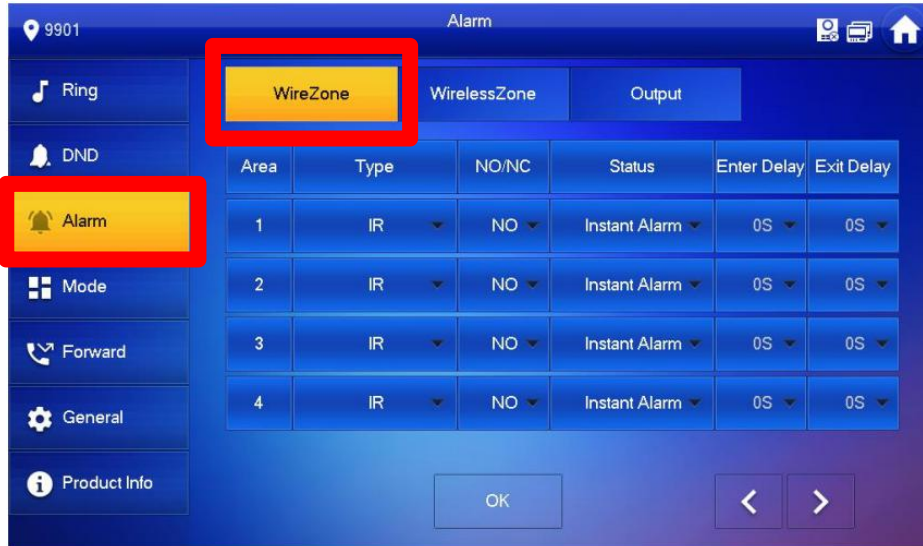 9901
Alarm
Ring
DND
Alarm
Mode
Forward
General
Product Info
WireZone WirelessZone Output
Area Type NO/NC Status Enter Delay Exit Delay
1 IR NO Instant Alarm 0S 0S
2 IR NO Instant Alarm 0S 0S
3 IR NO Instant Alarm 0S 0S
4 IR NO Instant Alarm 0S 0S
OK